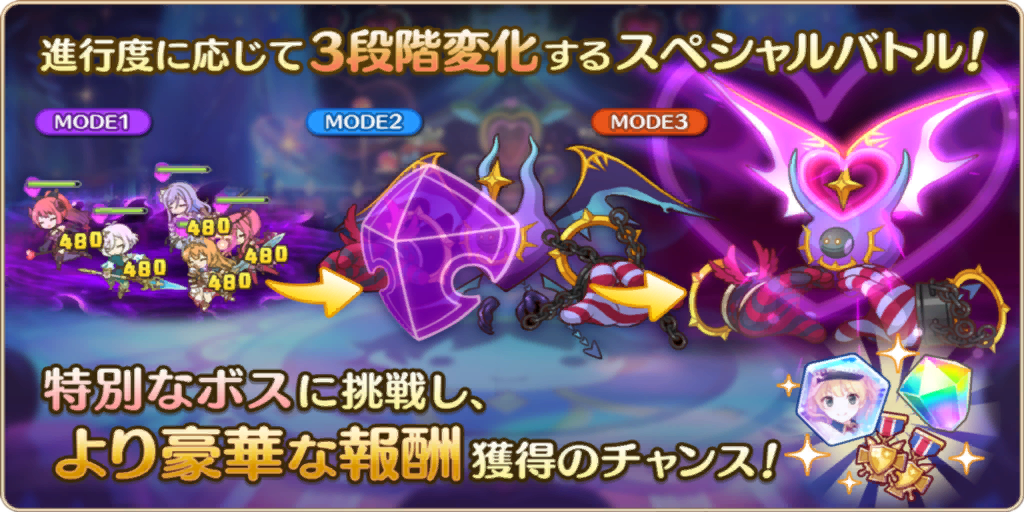 進行度に応じて3段階変化するスペシャルバトル!
MODE1
MODE2
MODE3
480
480
480
480
480
特別なボスに挑戦し、
より豪華な報酬獲得のチャンス!